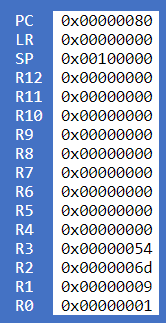 PC 0x00000080
LR 0x00000000
SP 0x00100000
R12 0x00000000
R11 0x00000000
R10 0x00000000
R9 0x00000000
R8 0x00000000
R7 0x00000000
R6 0x00000000
R5 0x00000000
R4 0x00000000
R3 0x00000054
R2 0x0000006d
R1 0x00000009
R0 0x00000001